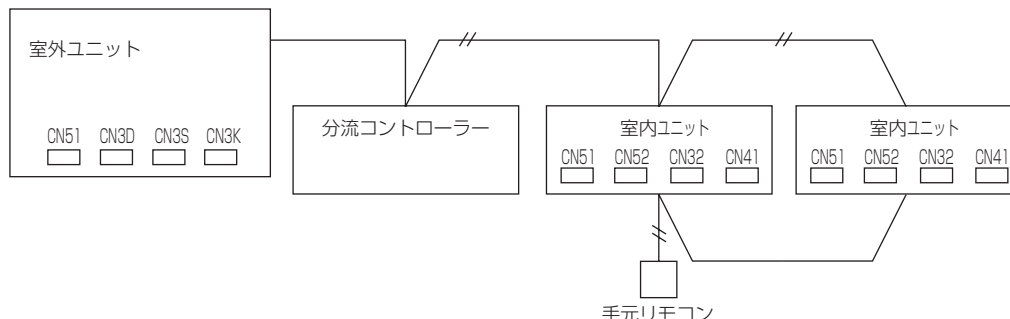 室外ユニット
CN51 CN3D CN3S CN3K
分流コントローラー
室内ユニット
CN51 CN52 CN32 CN41
室内ユニット
CN51 CN52 CN32 CN41
手元リモコン